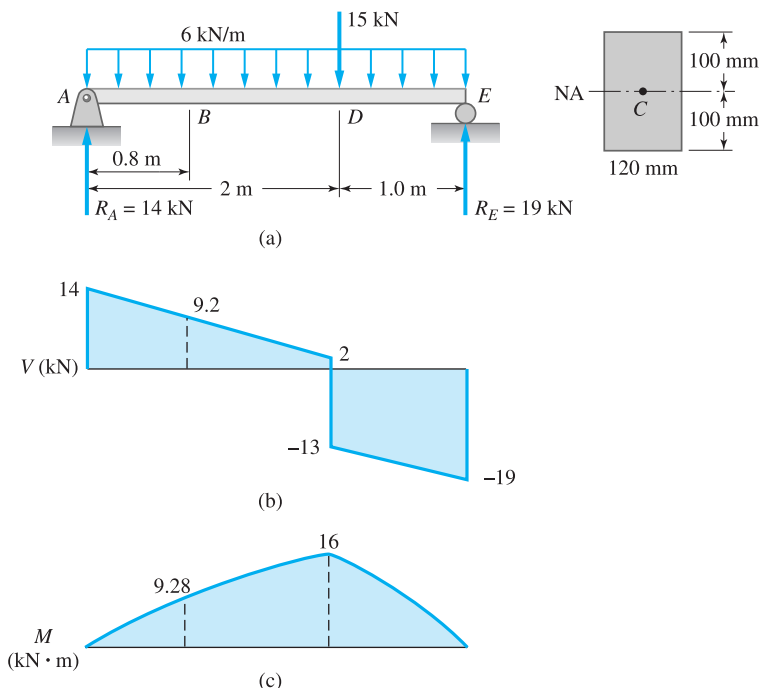 15 kN
6 kN/m
100 mm
A
E
NA
C
B
D
100 mm
0.8 m
120 mm
2 m
1.0 m
R_A = 14 kN
R_E = 19 kN
(a)
14
9.2
2
V (kN)
−13
−19
(b)
16
9.28
M
(kN · m)
(c)